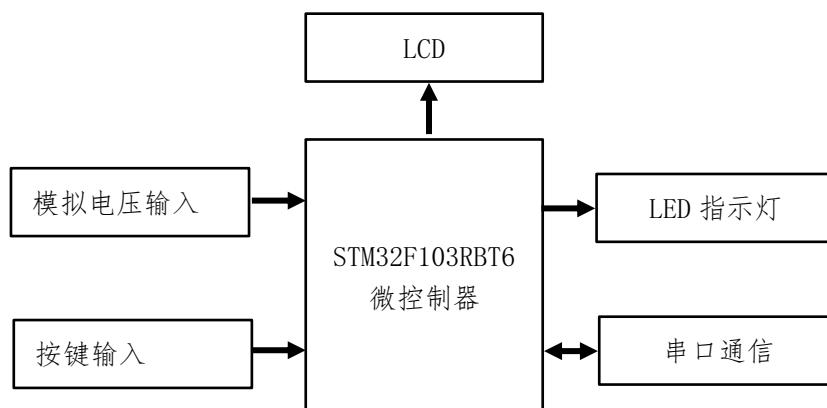 LCD
模拟电压输入
LED 指示灯
STM32F103RBT6
微控制器
按键输入
串口通信